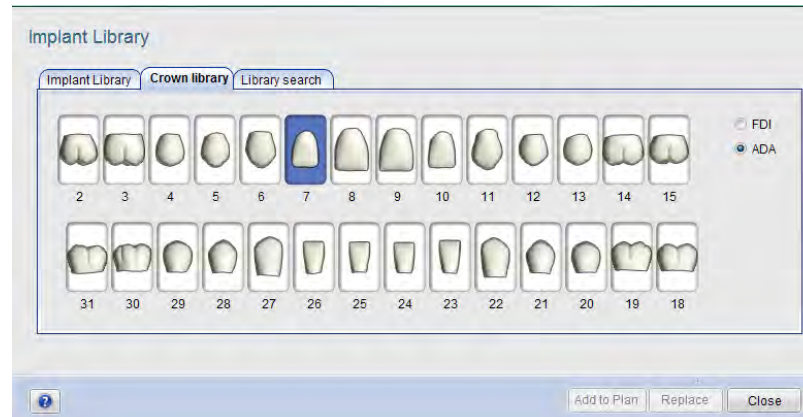 Implant Library
Implant Library Crown library Library search
FDI
ADA
2 3 4 5 6 7 8 9 10 11 12 13 14 15
31 30 29 28 27 26 25 24 23 22 21 20 19 18
? Add to Plan Replace Close